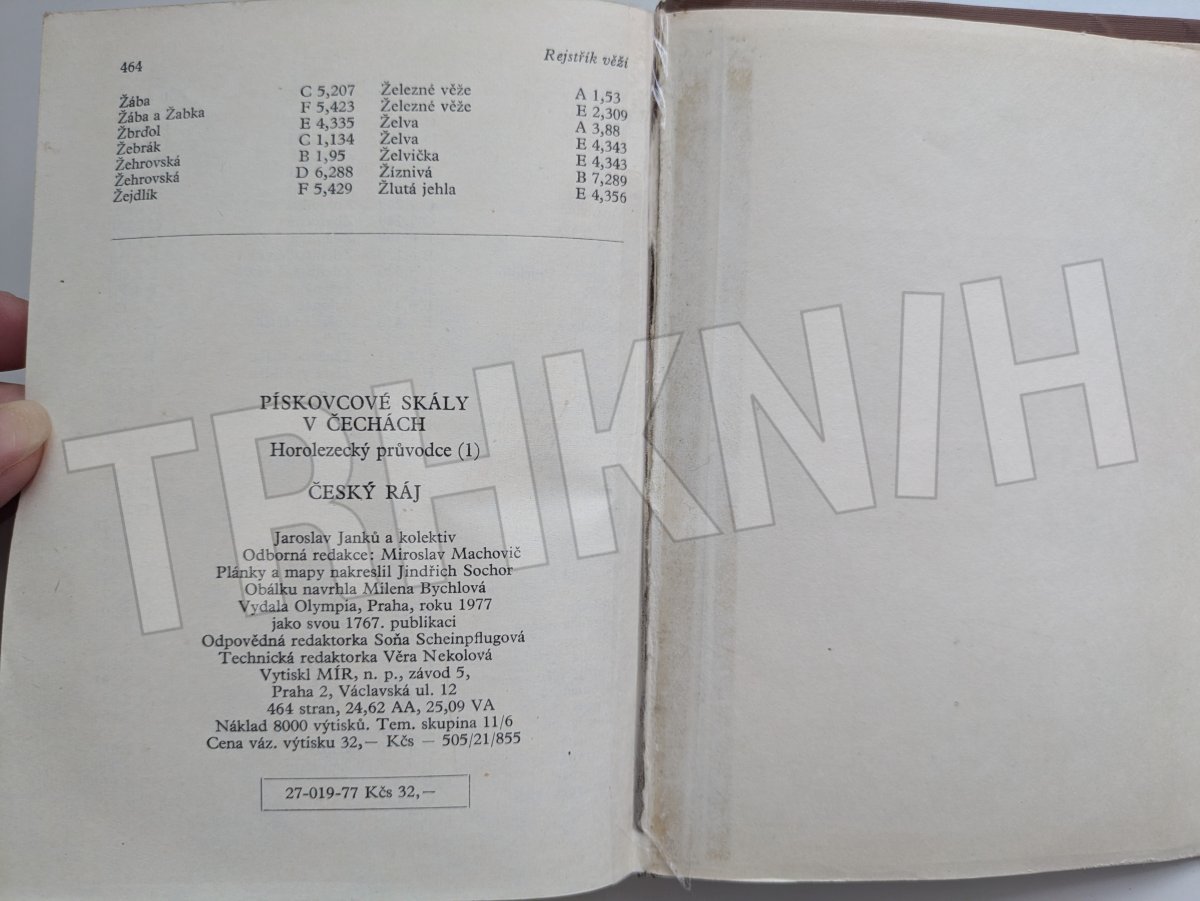 464
Rejstřík věží
Žába C 5,207 Železné věže A 1,53
Žába a Žabka F 5,423 Železné věže E 2,309
Žbrďol E 4,335 Želva A 3,88
Žebrák C 1,134 Želva E 4,343
Žehrovská B 1,95 Želvička E 4,343
Žehrovská D 6,288 Žíznivá B 7,289
Žejdlík F 5,429 Žlutá jehla E 4,356
PÍSKOVCOVÉ SKÁLY
V ČECHÁCH
Horolezecký průvodce (1)
ČESKÝ RÁJ
Jaroslav Janků a kolektiv
Odborná redakce: Miroslav Machovič
Plánky a mapy nakreslil Jindřich Sochor
Obálku navrhla Milena Bychlová
Vydala Olympia, Praha, roku 1977
jako svou 1767. publikaci
Odpovědná redaktorka Soňa Scheinpflugová
Technická redaktorka Věra Nekolová
Vytiskl MÍR, n. p., závod 5,
Praha 2, Václavská ul. 12
464 stran, 24,62 AA, 25,09 VA
Náklad 8000 výtisků. Tem. skupina 11/6
Cena váz. výtisku 32,— Kčs — 505/21/855
27-019-77 Kčs 32,—
TRHKNIH